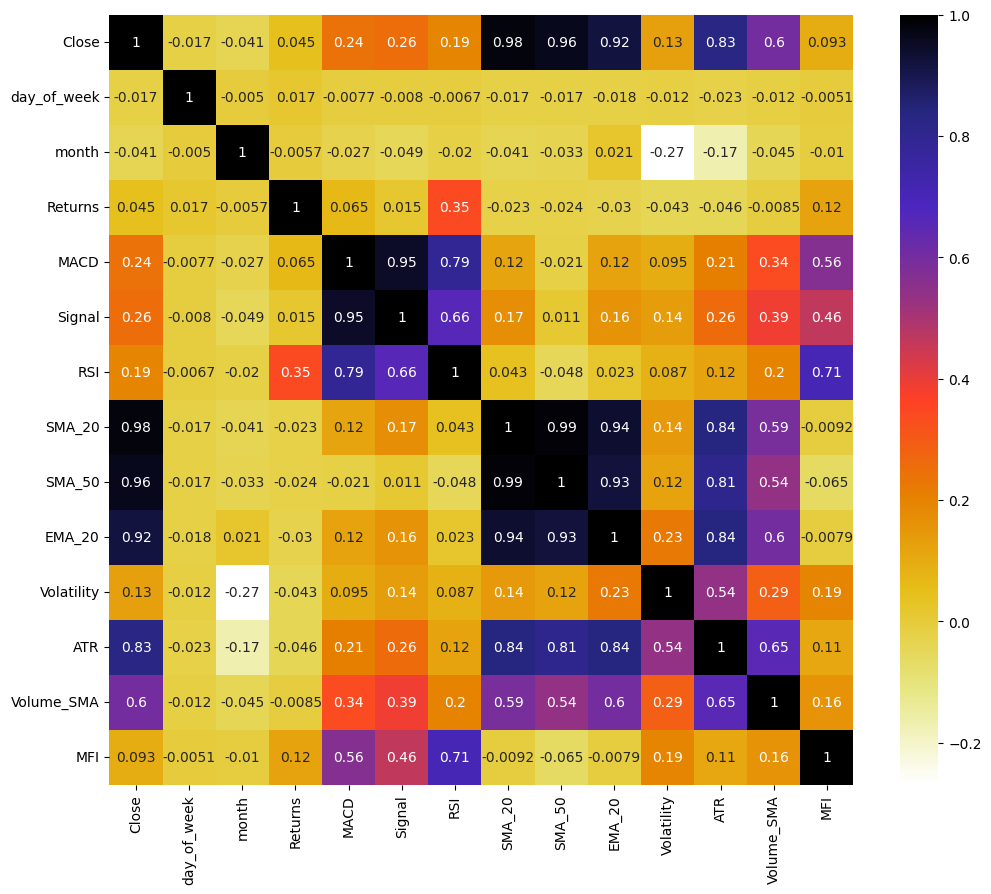 Close 1 -0.017 -0.041 0.045 0.24 0.26 0.19 0.98 0.96 0.92 0.13 0.83 0.6 0.093
day_of_week -0.017 1 -0.005 0.017 -0.0077 -0.008 -0.0067 -0.017 -0.017 -0.018 -0.012 -0.023 -0.012 -0.0051
month -0.041 -0.005 1 -0.0057 -0.027 -0.049 -0.02 -0.041 -0.033 0.021 -0.27 -0.17 -0.045 -0.01
Returns 0.045 0.017 -0.0057 1 0.065 0.015 0.35 -0.023 -0.024 -0.03 -0.043 -0.046 -0.0085 0.12
MACD 0.24 -0.0077 -0.027 0.065 1 0.95 0.79 0.12 -0.021 0.12 0.095 0.21 0.34 0.56
Signal 0.26 -0.008 -0.049 0.015 0.95 1 0.66 0.17 0.011 0.16 0.14 0.26 0.39 0.46
RSI 0.19 -0.0067 -0.02 0.35 0.79 0.66 1 0.043 -0.048 0.023 0.087 0.12 0.2 0.71
SMA_20 0.98 -0.017 -0.041 -0.023 0.12 0.17 0.043 1 0.99 0.94 0.14 0.84 0.59 -0.0092
SMA_50 0.96 -0.017 -0.033 -0.024 -0.021 0.011 -0.048 0.99 1 0.93 0.12 0.81 0.54 -0.065
EMA_20 0.92 -0.018 0.021 -0.03 0.12 0.16 0.023 0.94 0.93 1 0.23 0.84 0.6 -0.0079
Volatility 0.13 -0.012 -0.27 -0.043 0.095 0.14 0.087 0.14 0.12 0.23 1 0.54 0.29 0.19
ATR 0.83 -0.023 -0.17 -0.046 0.21 0.26 0.12 0.84 0.81 0.84 0.54 1 0.65 0.11
Volume_SMA 0.6 -0.012 -0.045 -0.0085 0.34 0.39 0.2 0.59 0.54 0.6 0.29 0.65 1 0.16
MFI 0.093 -0.0051 -0.01 0.12 0.56 0.46 0.71 -0.0092 -0.065 -0.0079 0.19 0.11 0.16 1
Close day_of_week month Returns MACD Signal RSI SMA_20 SMA_50 EMA_20 Volatility ATR Volume_SMA MFI
1.0
0.8
0.6
0.4
0.2
0.0
-0.2